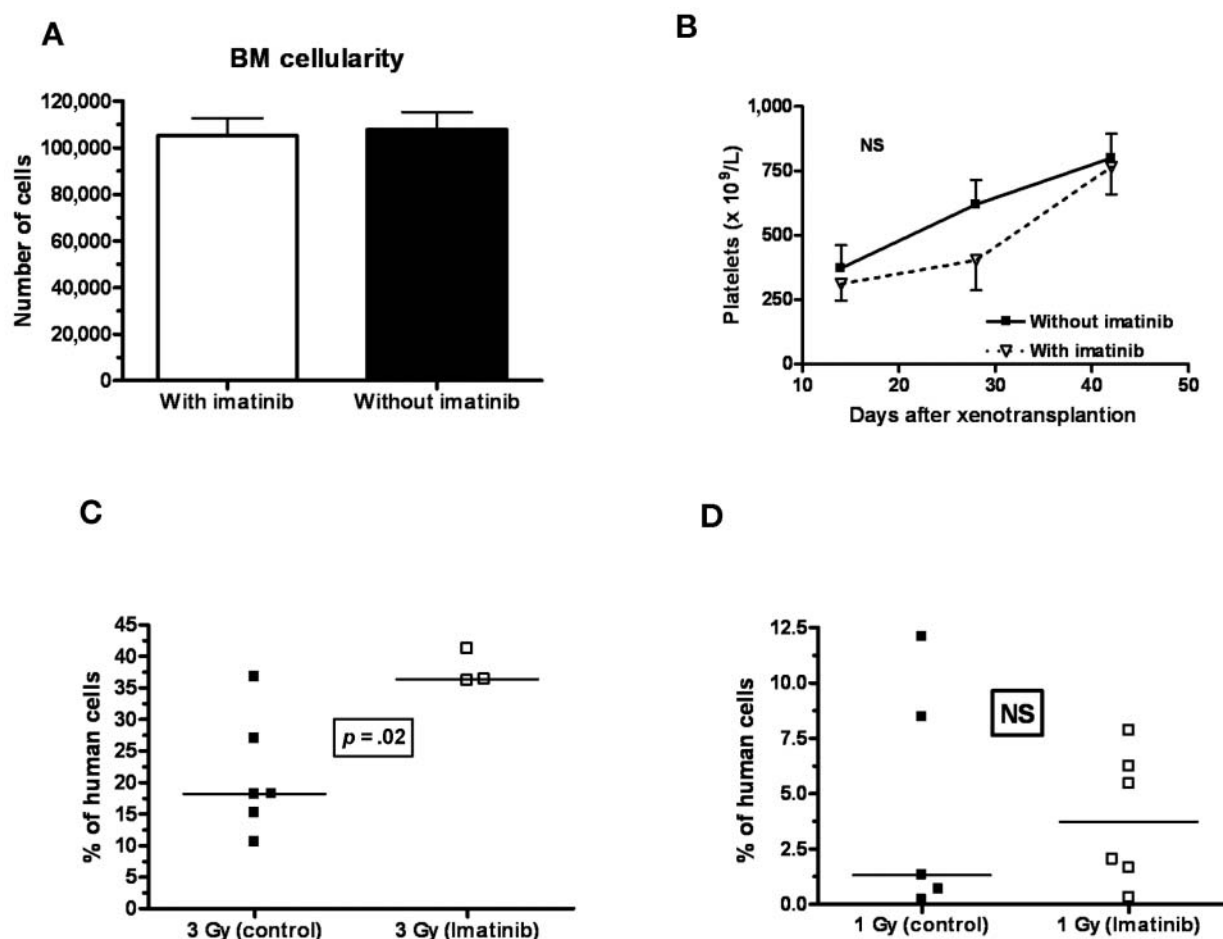 A
BM cellularity
Number of cells
120,000
100,000
80,000
60,000
40,000
20,000
0
With imatinib
Without imatinib
B
Platelets (x 10⁹/L)
1,000
750
500
250
0
NS
Without imatinib
With imatinib
10 20 30 40 50
Days after xenotransplantion
C
% of human cells
45
40
35
30
25
20
15
10
5
0
p = .02
3 Gy (control)
3 Gy (Imatinib)
D
% of human cells
12.5
10.0
7.5
5.0
2.5
0.0
NS
1 Gy (control)
1 Gy (Imatinib)